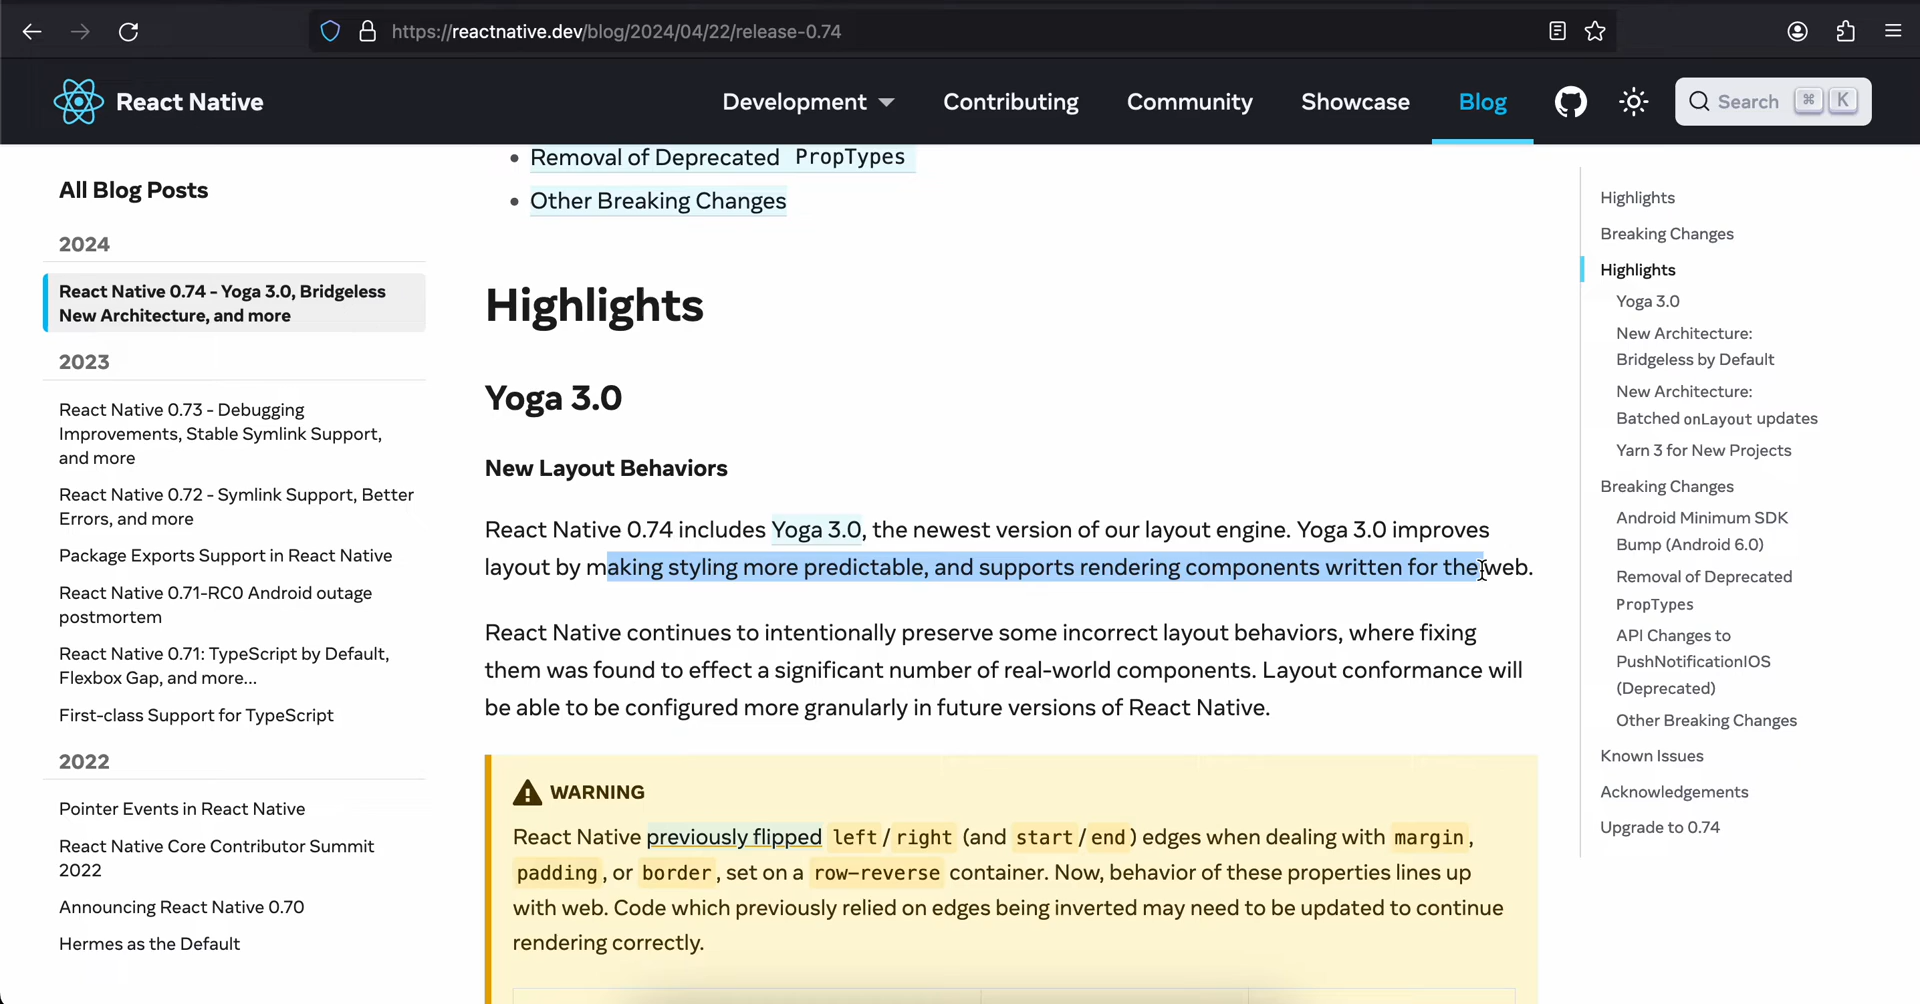 https://reactnative.dev/blog/2024/04/22/release-0.74
React Native
Development
Contributing
Community
Showcase
Blog
Search ⌘ K
All Blog Posts
2024
React Native 0.74 - Yoga 3.0, Bridgeless
New Architecture, and more
2023
React Native 0.73 - Debugging
Improvements, Stable Symlink Support,
and more
React Native 0.72 - Symlink Support, Better
Errors, and more
Package Exports Support in React Native
React Native 0.71-RC0 Android outage
postmortem
React Native 0.71: TypeScript by Default,
Flexbox Gap, and more...
First-class Support for TypeScript
2022
Pointer Events in React Native
React Native Core Contributor Summit
2022
Announcing React Native 0.70
Hermes as the Default
• Removal of Deprecated PropTypes
• Other Breaking Changes
Highlights
Yoga 3.0
New Layout Behaviors
React Native 0.74 includes Yoga 3.0, the newest version of our layout engine. Yoga 3.0 improves
layout by making styling more predictable, and supports rendering components written for the web.
React Native continues to intentionally preserve some incorrect layout behaviors, where fixing
them was found to effect a significant number of real-world components. Layout conformance will
be able to be configured more granularly in future versions of React Native.
WARNING
React Native previously flipped left/right (and start/end) edges when dealing with margin,
padding, or border, set on a row-reverse container. Now, behavior of these properties lines up
with web. Code which previously relied on edges being inverted may need to be updated to continue
rendering correctly.
Highlights
Breaking Changes
Highlights
Yoga 3.0
New Architecture:
Bridgeless by Default
New Architecture:
Batched onLayout updates
Yarn 3 for New Projects
Breaking Changes
Android Minimum SDK
Bump (Android 6.0)
Removal of Deprecated
PropTypes
API Changes to
PushNotificationIOS
(Deprecated)
Other Breaking Changes
Known Issues
Acknowledgements
Upgrade to 0.74